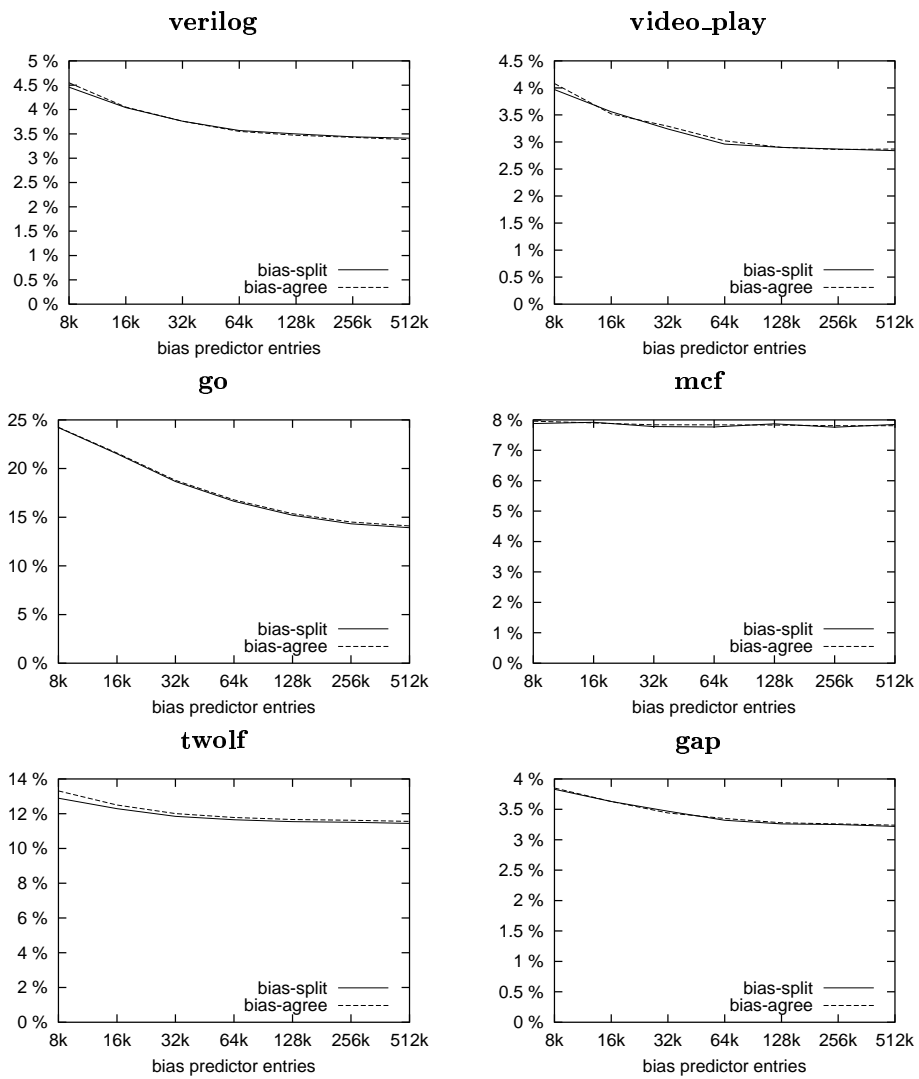 verilog
5 %
4.5 %
4 %
3.5 %
3 %
2.5 %
2 %
1.5 %
1 %
0.5 %
0 %
bias-split
bias-agree
8k 16k 32k 64k 128k 256k 512k
bias predictor entries
video_play
4.5 %
4 %
3.5 %
3 %
2.5 %
2 %
1.5 %
1 %
0.5 %
0 %
bias-split
bias-agree
8k 16k 32k 64k 128k 256k 512k
bias predictor entries
go
25 %
20 %
15 %
10 %
5 %
0 %
bias-split
bias-agree
8k 16k 32k 64k 128k 256k 512k
bias predictor entries
mcf
8 %
7 %
6 %
5 %
4 %
3 %
2 %
1 %
0 %
bias-split
bias-agree
8k 16k 32k 64k 128k 256k 512k
bias predictor entries
twolf
14 %
12 %
10 %
8 %
6 %
4 %
2 %
0 %
bias-split
bias-agree
8k 16k 32k 64k 128k 256k 512k
bias predictor entries
gap
4 %
3.5 %
3 %
2.5 %
2 %
1.5 %
1 %
0.5 %
0 %
bias-split
bias-agree
8k 16k 32k 64k 128k 256k 512k
bias predictor entries